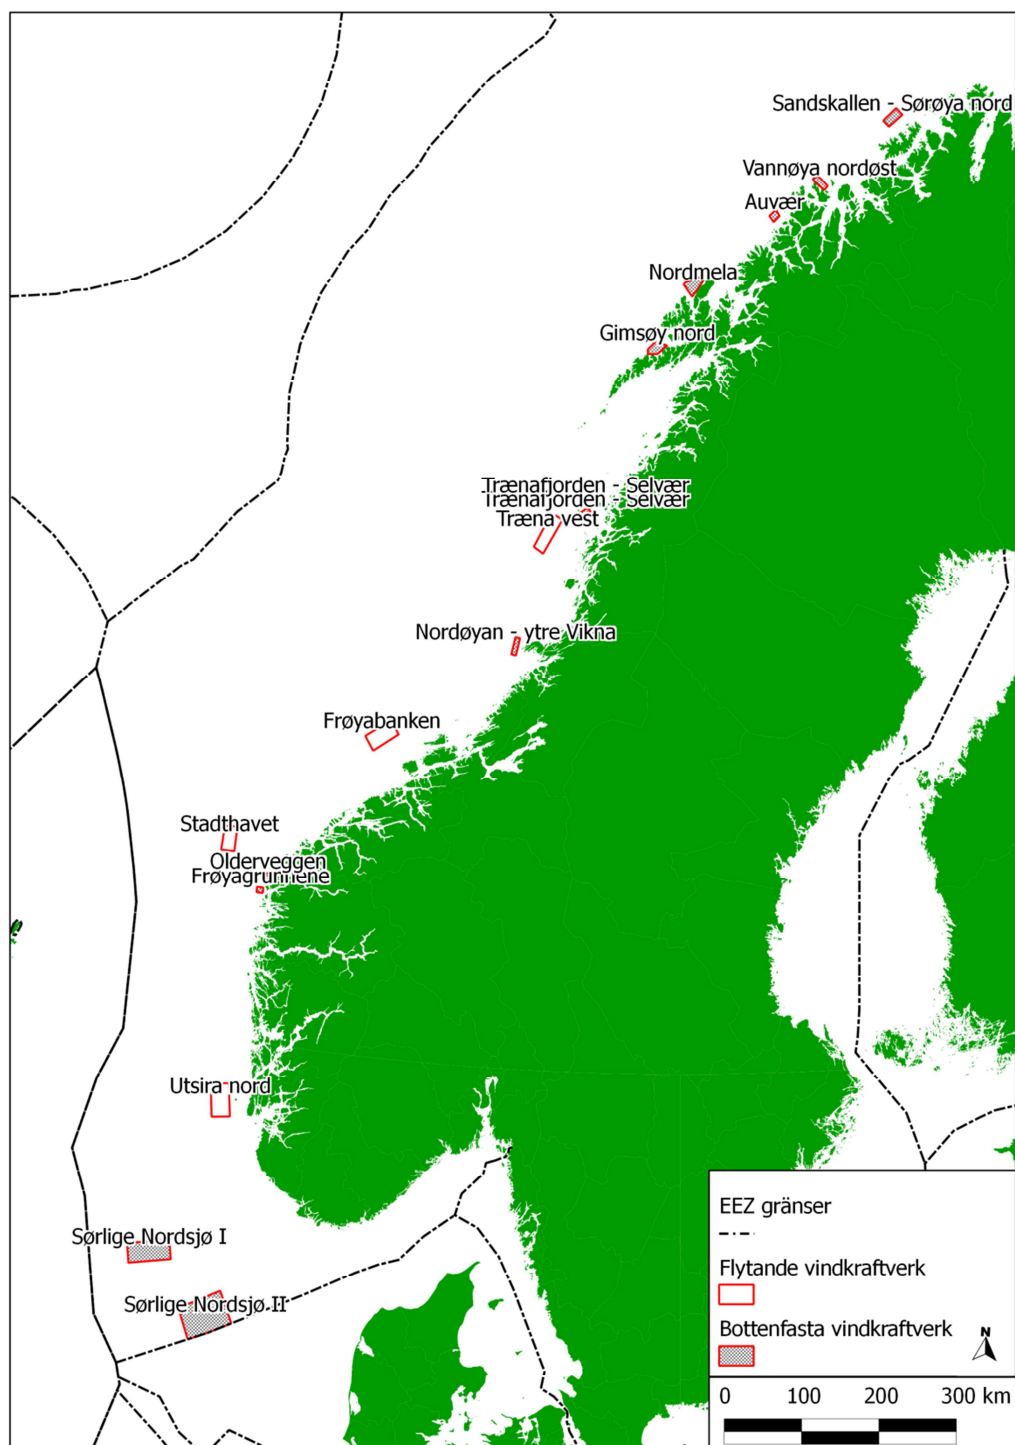 Sandskallen - Sørøya nord
Vannøya nordøst
Auvær
Nordmela
Gimsøy nord
Trænafjorden - Selvær
Trænafjorden - Selvær
Træna vest
Nordøyan - ytre Vikna
Frøyabanken
Stadthavet
Olderveggen
Frøyagrunnene
Utsira nord
Sørlige Nordsjø I
Sørlige Nordsjø II
EEZ gränser
Flytande vindkraftverk
Bottenfasta vindkraftverk
N
0 100 200 300 km